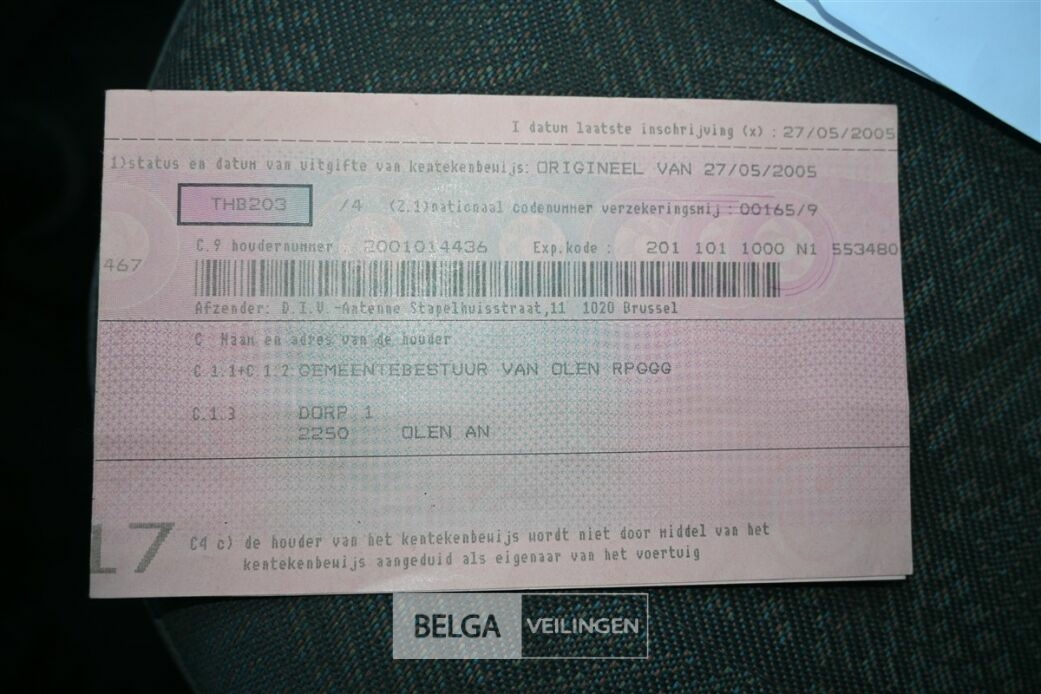 I datum laatste inschrijving (x) : 27/05/2005
1)status en datum van uitgifte van kentekenbewijs: ORIGINEEL VAN 27/05/2005
THB203 /4 (2.1)nationaal codenummer verzekeringsmij : 00165/9
C.9 houdernummer : 2001014436 Exp.kode : 201 101 1000 N1 553480
467
Afzender: D.I.V.-Antenne Stapelhuisstraat,11 1020 Brussel
C Naam en adres van de houder
C.1.1+C.1.2 GEMEENTEBESTUUR VAN OLEN RPGGG
C.1.3 DORP 1
2250 OLEN AN
17
C4 c) de houder van het kentekenbewijs wordt niet door middel van het
kentekenbewijs aangeduid als eigenaar van het voertuig
BELGA VEILINGEN